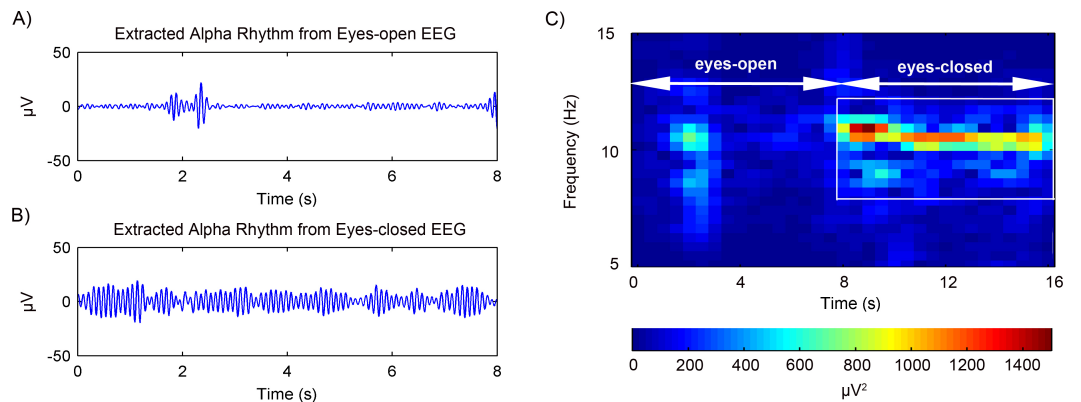 A)
Extracted Alpha Rhythm from Eyes-open EEG
50
0
-50
µV
0 2 4 6 8
Time (s)
B)
Extracted Alpha Rhythm from Eyes-closed EEG
50
0
-50
µV
0 2 4 6 8
Time (s)
C)
15
10
5
Frequency (Hz)
eyes-open eyes-closed
0 4 8 12 16
Time (s)
0 200 400 600 800 1000 1200 1400
µV²